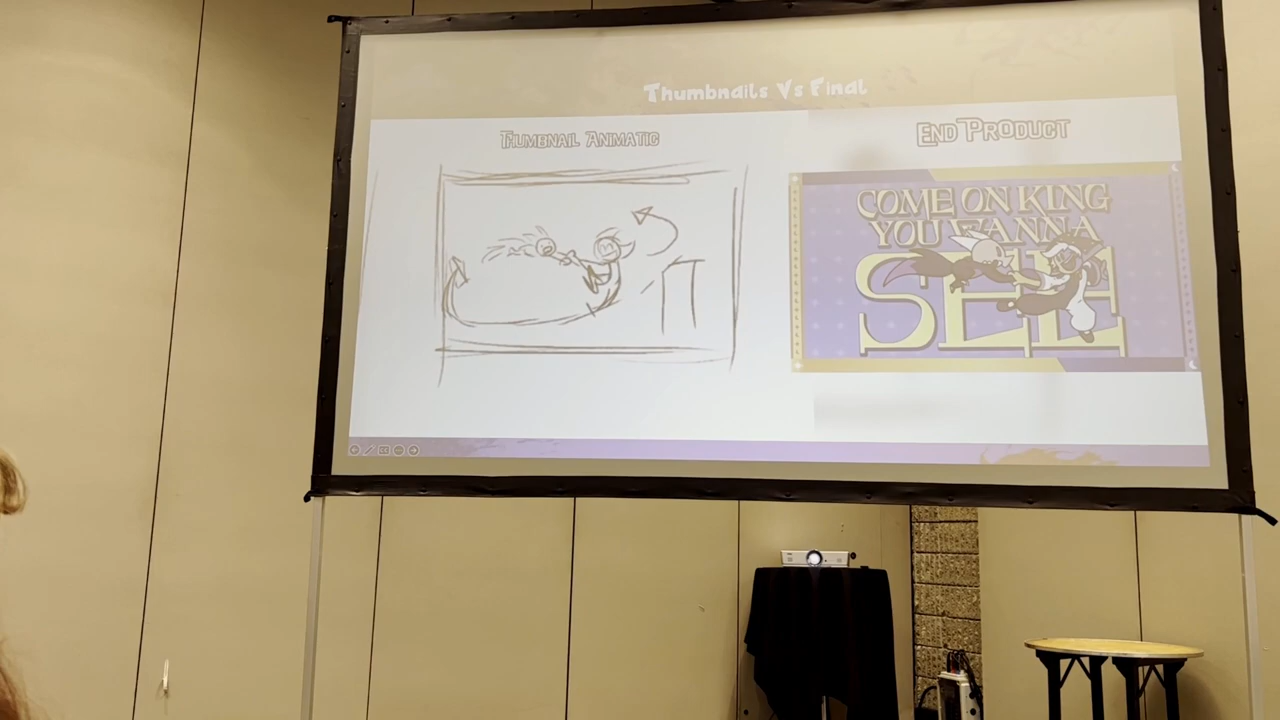 Thumbnails Vs Final
Thumbnail Animatic
End Product
COME ON KING
YOU WANNA
SEE